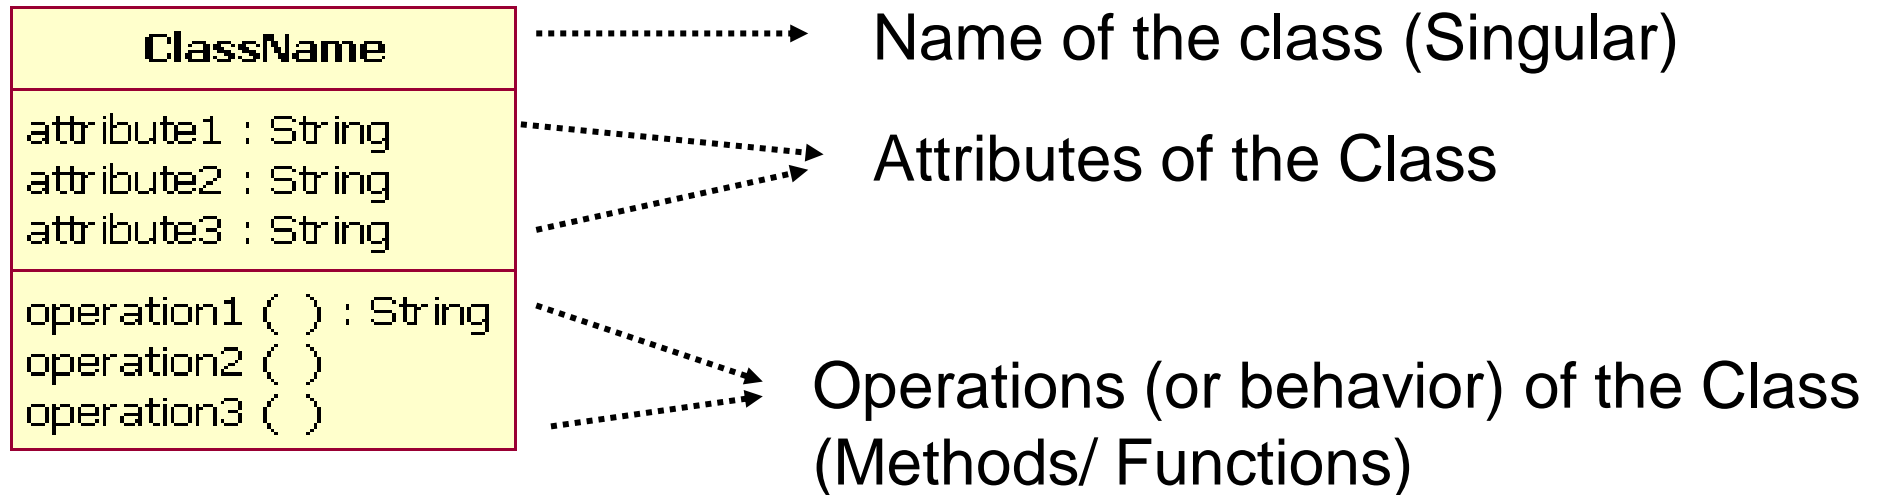 ClassName
attribute1 : String
attribute2 : String
attribute3 : String
operation1 ( ) : String
operation2 ( )
operation3 ( )
Name of the class (Singular)
Attributes of the Class
Operations (or behavior) of the Class
(Methods/ Functions)